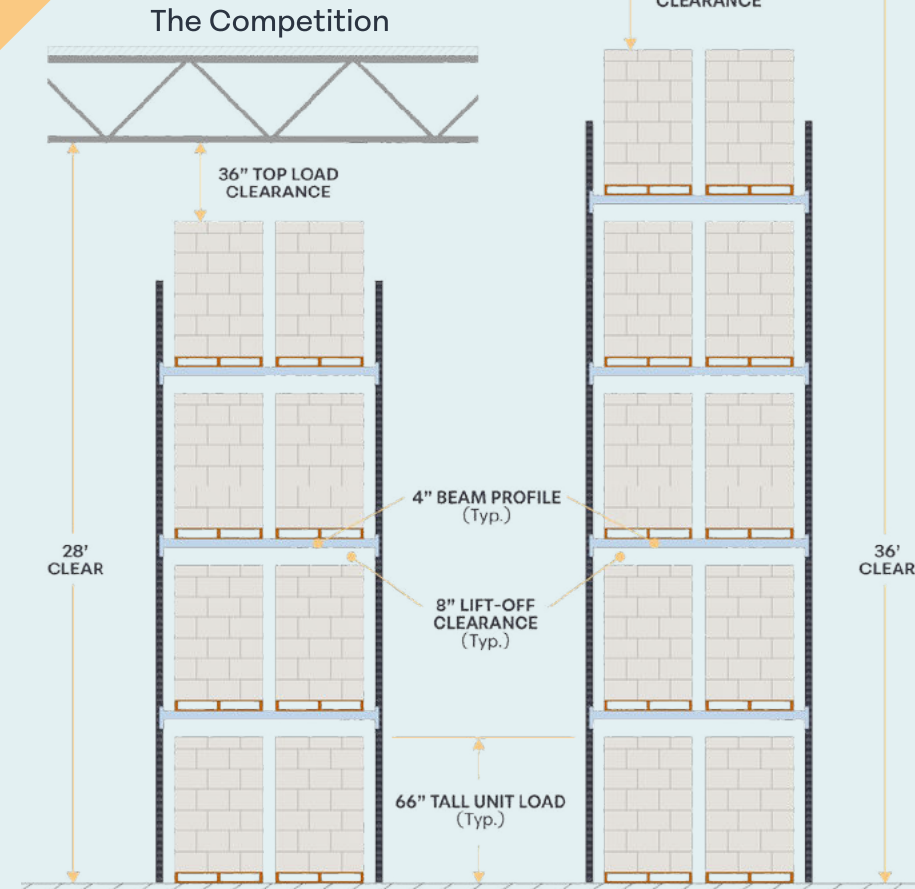 The Competition
CLEARANCE
36” TOP LOAD
CLEARANCE
4” BEAM PROFILE
(Typ.)
28’
CLEAR
36’
CLEAR
8” LIFT-OFF
CLEARANCE
(Typ.)
66” TALL UNIT LOAD
(Typ.)